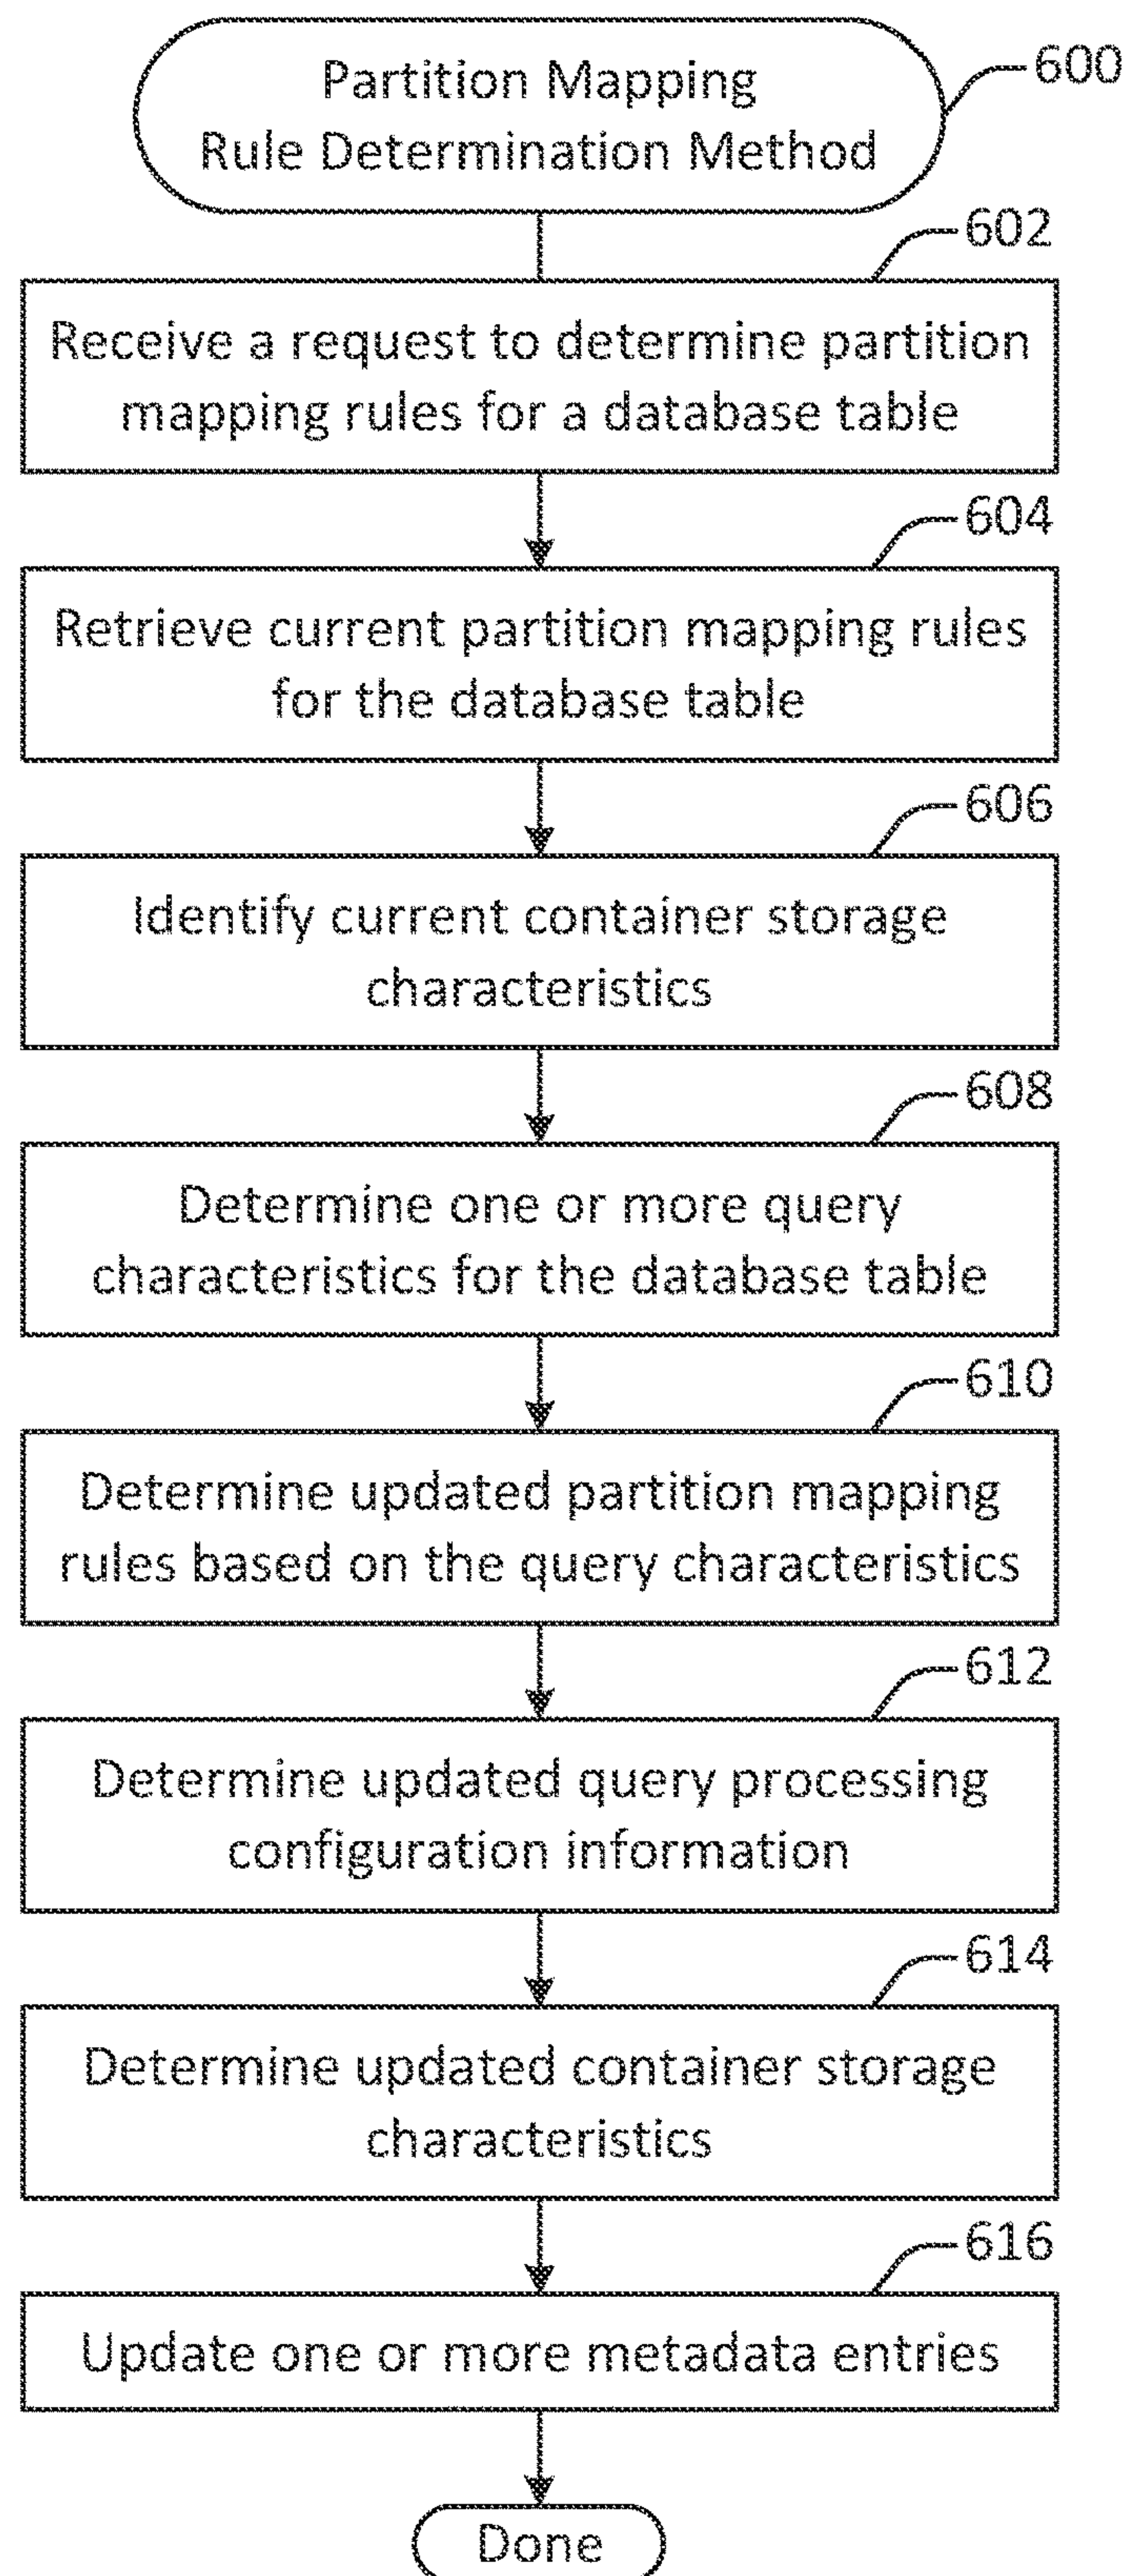 Partition Mapping
Rule Determination Method
600
602
Receive a request to determine partition
mapping rules for a database table
604
Retrieve current partition mapping rules
for the database table
606
Identify current container storage
characteristics
608
Determine one or more query
characteristics for the database table
610
Determine updated partition mapping
rules based on the query characteristics
612
Determine updated query processing
configuration information
614
Determine updated container storage
characteristics
616
Update one or more metadata entries
Done